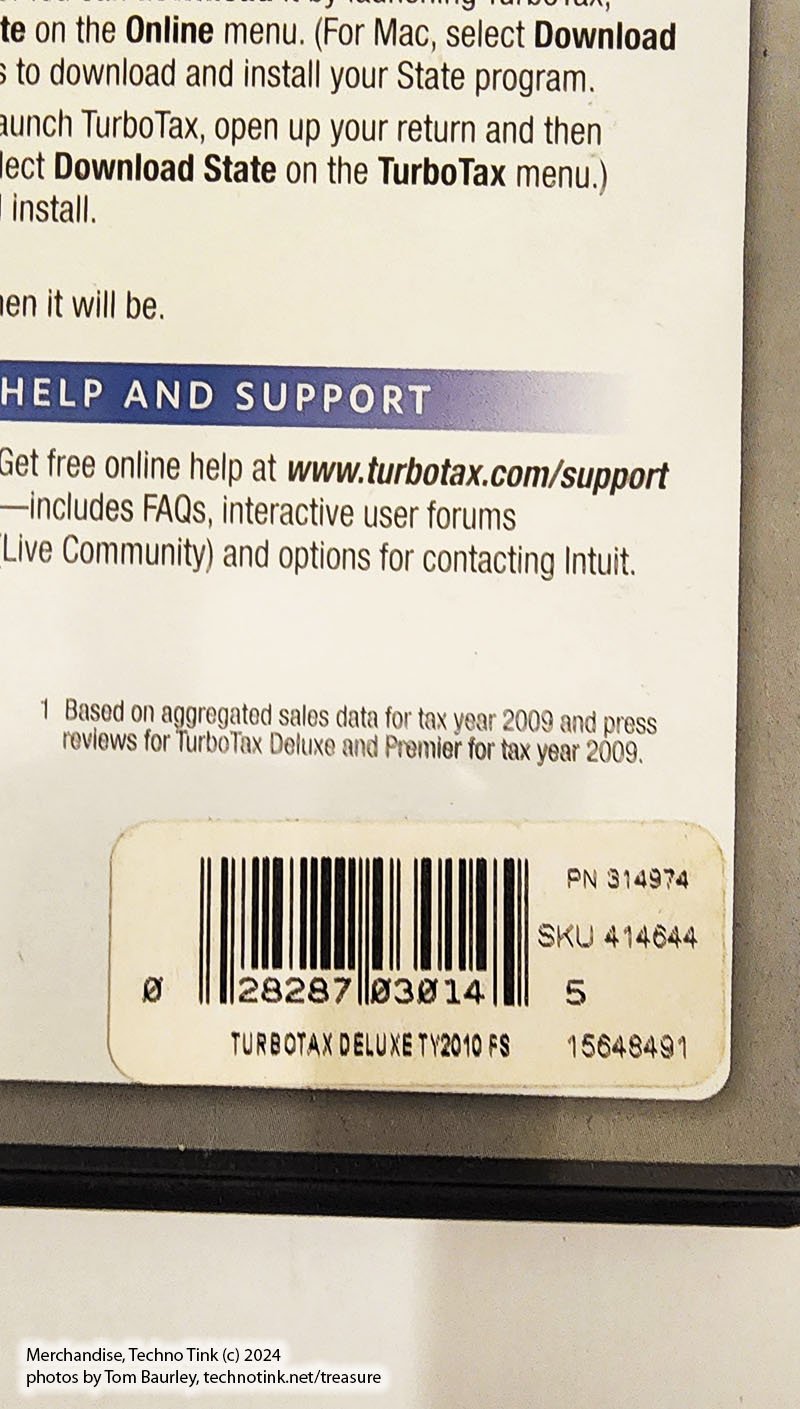 te on the Online menu. (For Mac, select Download
s to download and install your State program.
aunch TurboTax, open up your return and then
lect Download State on the TurboTax menu.)
l install.
hen it will be.
HELP AND SUPPORT
Get free online help at www.turbotax.com/support
—includes FAQs, interactive user forums
(Live Community) and options for contacting Intuit.
1 Based on aggregated sales data for tax year 2009 and press
reviews for TurboTax Deluxe and Premier for tax year 2009.
PN 314974
SKU 414644
0 28287 03014 5
TURBOTAX DELUXE TY2010 FS 15648491
Merchandise, Techno Tink (c) 2024
photos by Tom Baurley, technotink.net/treasure